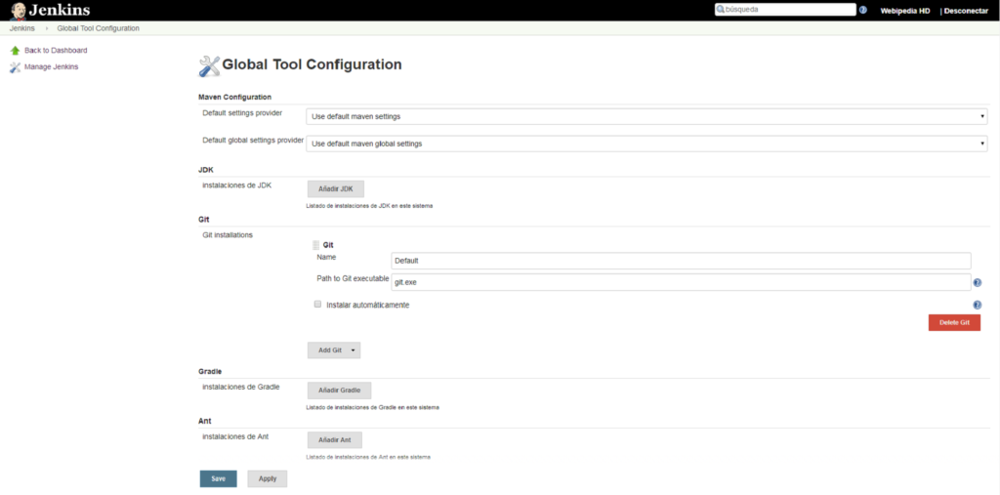 Jenkins
búsqueda
Webipedia HD | Desconectar
Jenkins › Global Tool Configuration
Back to Dashboard
Manage Jenkins
Global Tool Configuration
Maven Configuration
Default settings provider
Use default maven settings
Default global settings provider
Use default maven global settings
JDK
instalaciones de JDK
Añadir JDK
Listado de instalaciones de JDK en este sistema
Git
Git installations
Git
Name
Default
Path to Git executable
git.exe
Instalar automáticamente
Delete Git
Add Git
Gradle
instalaciones de Gradle
Añadir Gradle
Listado de instalaciones de Gradle en este sistema
Ant
instalaciones de Ant
Añadir Ant
Listado de instalaciones de Ant en este sistema
Save
Apply